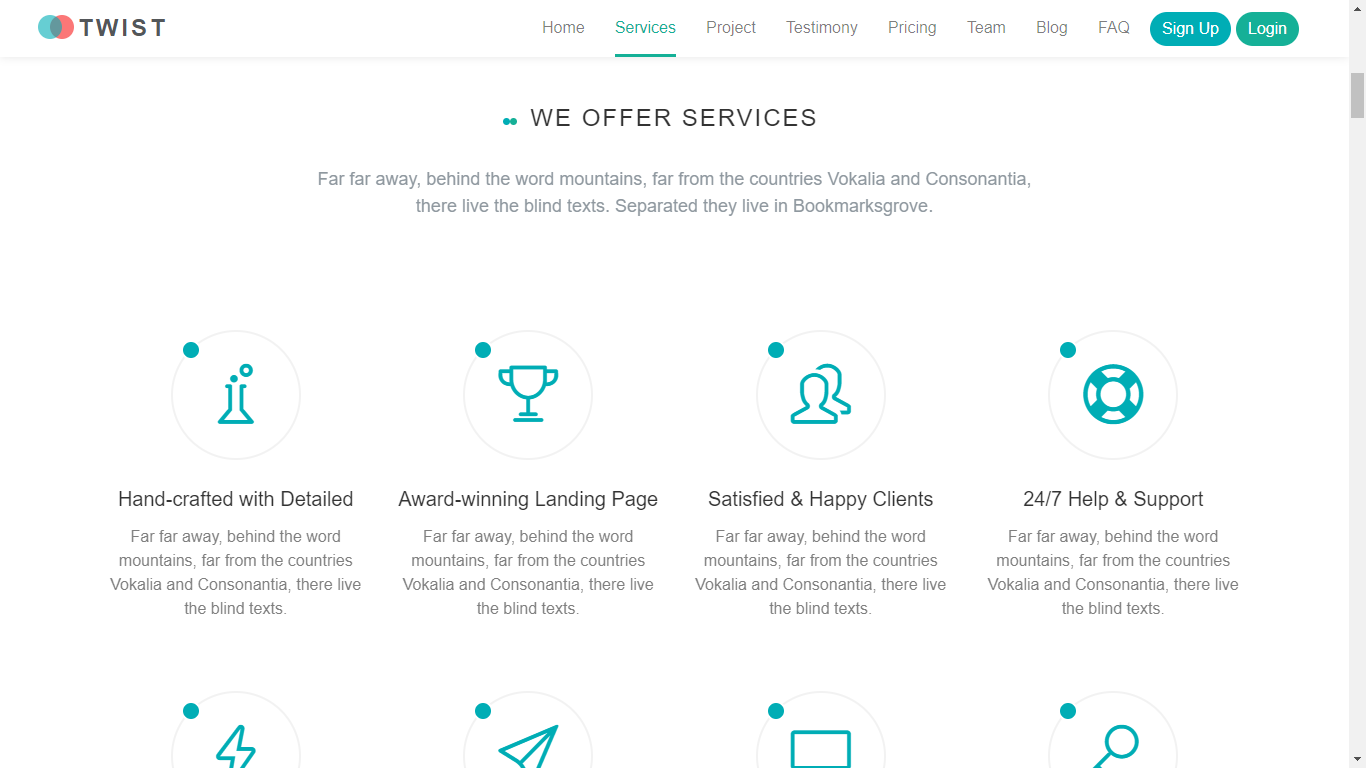 TWIST
Home Services Project Testimony Pricing Team Blog FAQ Sign Up Login
WE OFFER SERVICES
Far far away, behind the word mountains, far from the countries Vokalia and Consonantia,
there live the blind texts. Separated they live in Bookmarksgrove.
Hand-crafted with Detailed
Far far away, behind the word
mountains, far from the countries
Vokalia and Consonantia, there live
the blind texts.
Award-winning Landing Page
Far far away, behind the word
mountains, far from the countries
Vokalia and Consonantia, there live
the blind texts.
Satisfied & Happy Clients
Far far away, behind the word
mountains, far from the countries
Vokalia and Consonantia, there live
the blind texts.
24/7 Help & Support
Far far away, behind the word
mountains, far from the countries
Vokalia and Consonantia, there live
the blind texts.